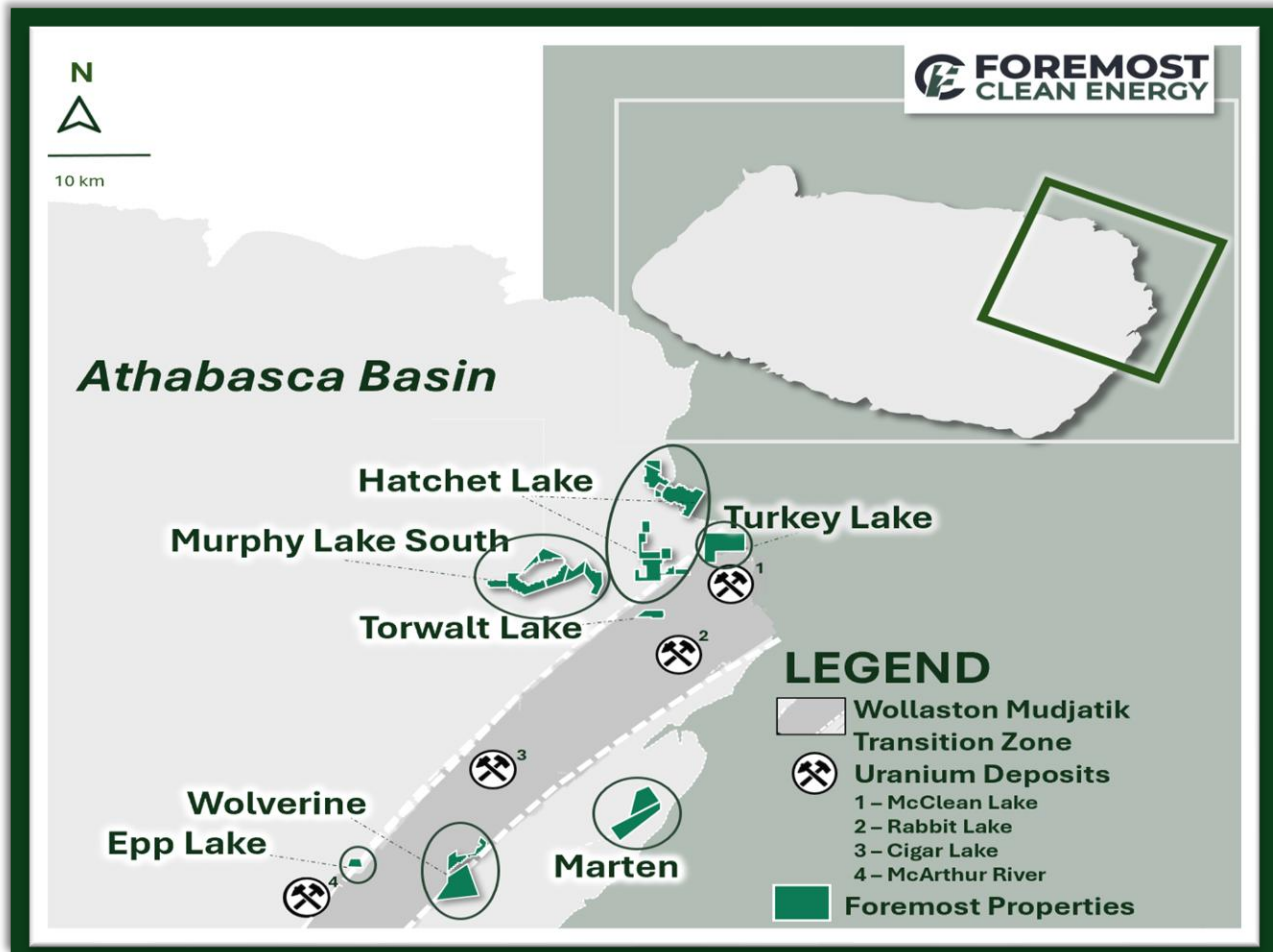 N
10 km
FOREMOST
CLEAN ENERGY
Athabasca Basin
Hatchet Lake
Turkey Lake
Murphy Lake South
1
Torwalt Lake
2
3
Wolverine
Epp Lake
4
Marten
LEGEND
Wollaston Mudjatik
Transition Zone
Uranium Deposits
1 – McClean Lake
2 – Rabbit Lake
3 – Cigar Lake
4 – McArthur River
Foremost Properties